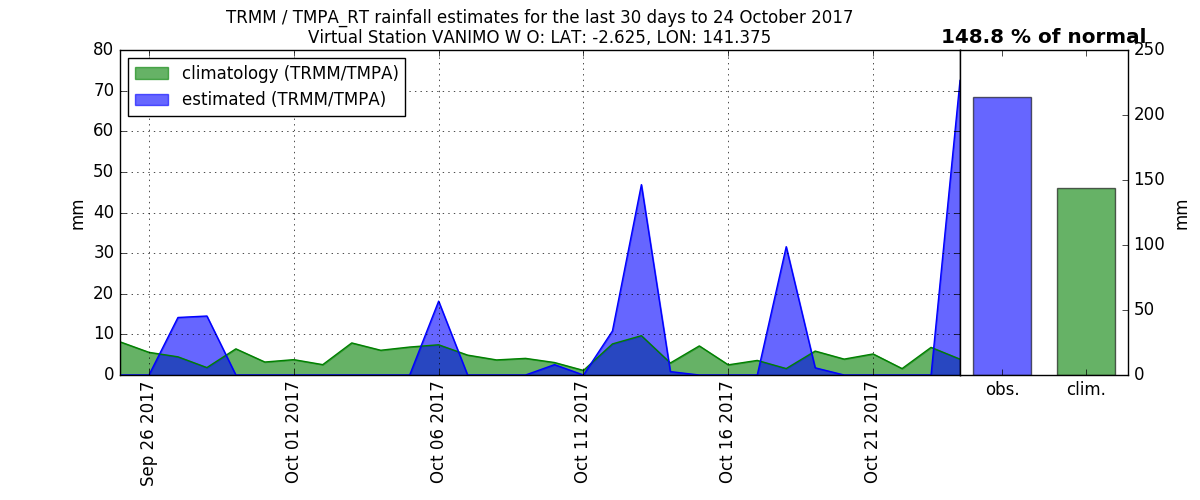 TRMM / TMPA_RT rainfall estimates for the last 30 days to 24 October 2017
Virtual Station VANIMO W O: LAT: -2.625, LON: 141.375
148.8 % of normal
climatology (TRMM/TMPA)
estimated (TRMM/TMPA)
mm
80
70
60
50
40
30
20
10
0
Sep 26 2017
Oct 01 2017
Oct 06 2017
Oct 11 2017
Oct 16 2017
Oct 21 2017
obs.
clim.
250
200
150
100
50
0
mm